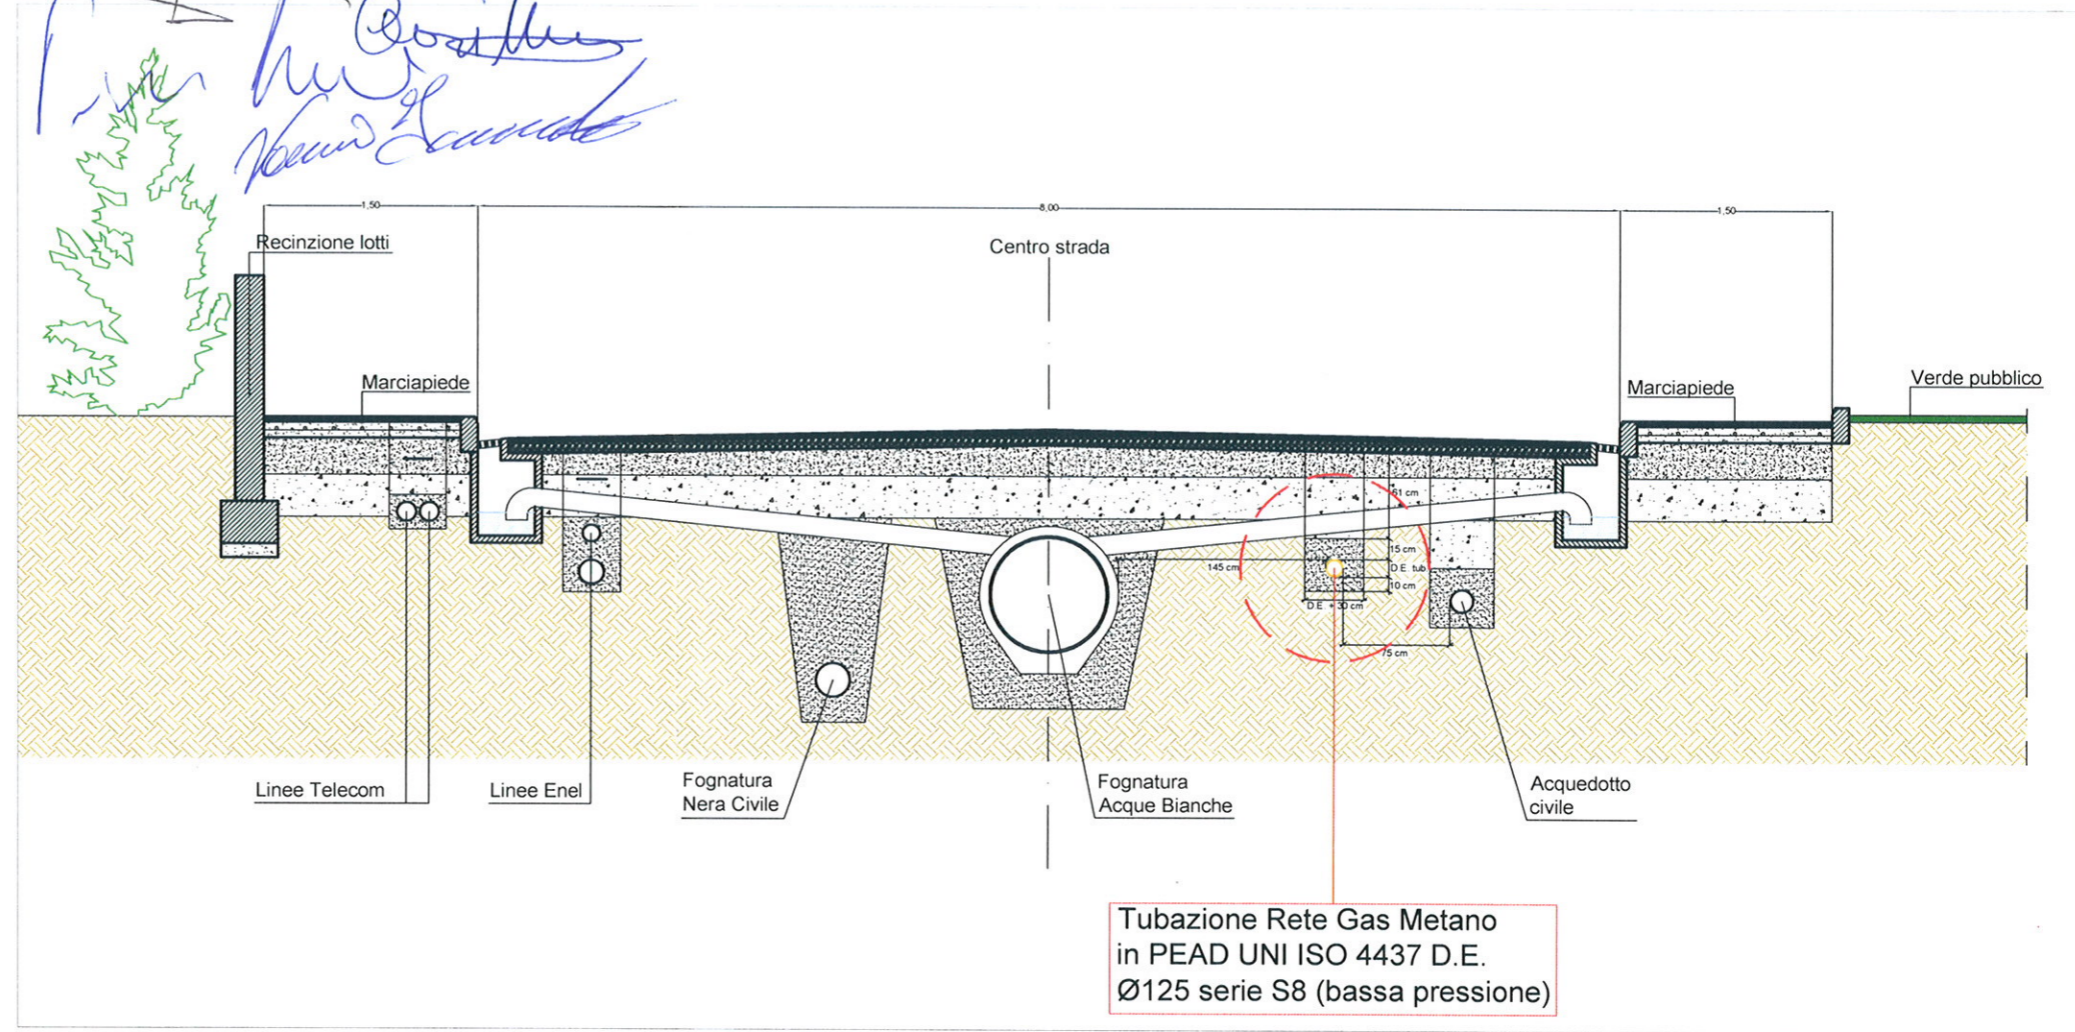 1,50
8,00
1,50
Recinzione lotti
Centro strada
Marciapiede
Marciapiede
Verde pubblico
61 cm
15 cm
145 cm
D.E. tub
10 cm
D.E. + 30 cm
75 cm
Linee Telecom
Linee Enel
Fognatura
Nera Civile
Fognatura
Acque Bianche
Acquedotto
civile
Tubazione Rete Gas Metano
in PEAD UNI ISO 4437 D.E.
Ø125 serie S8 (bassa pressione)